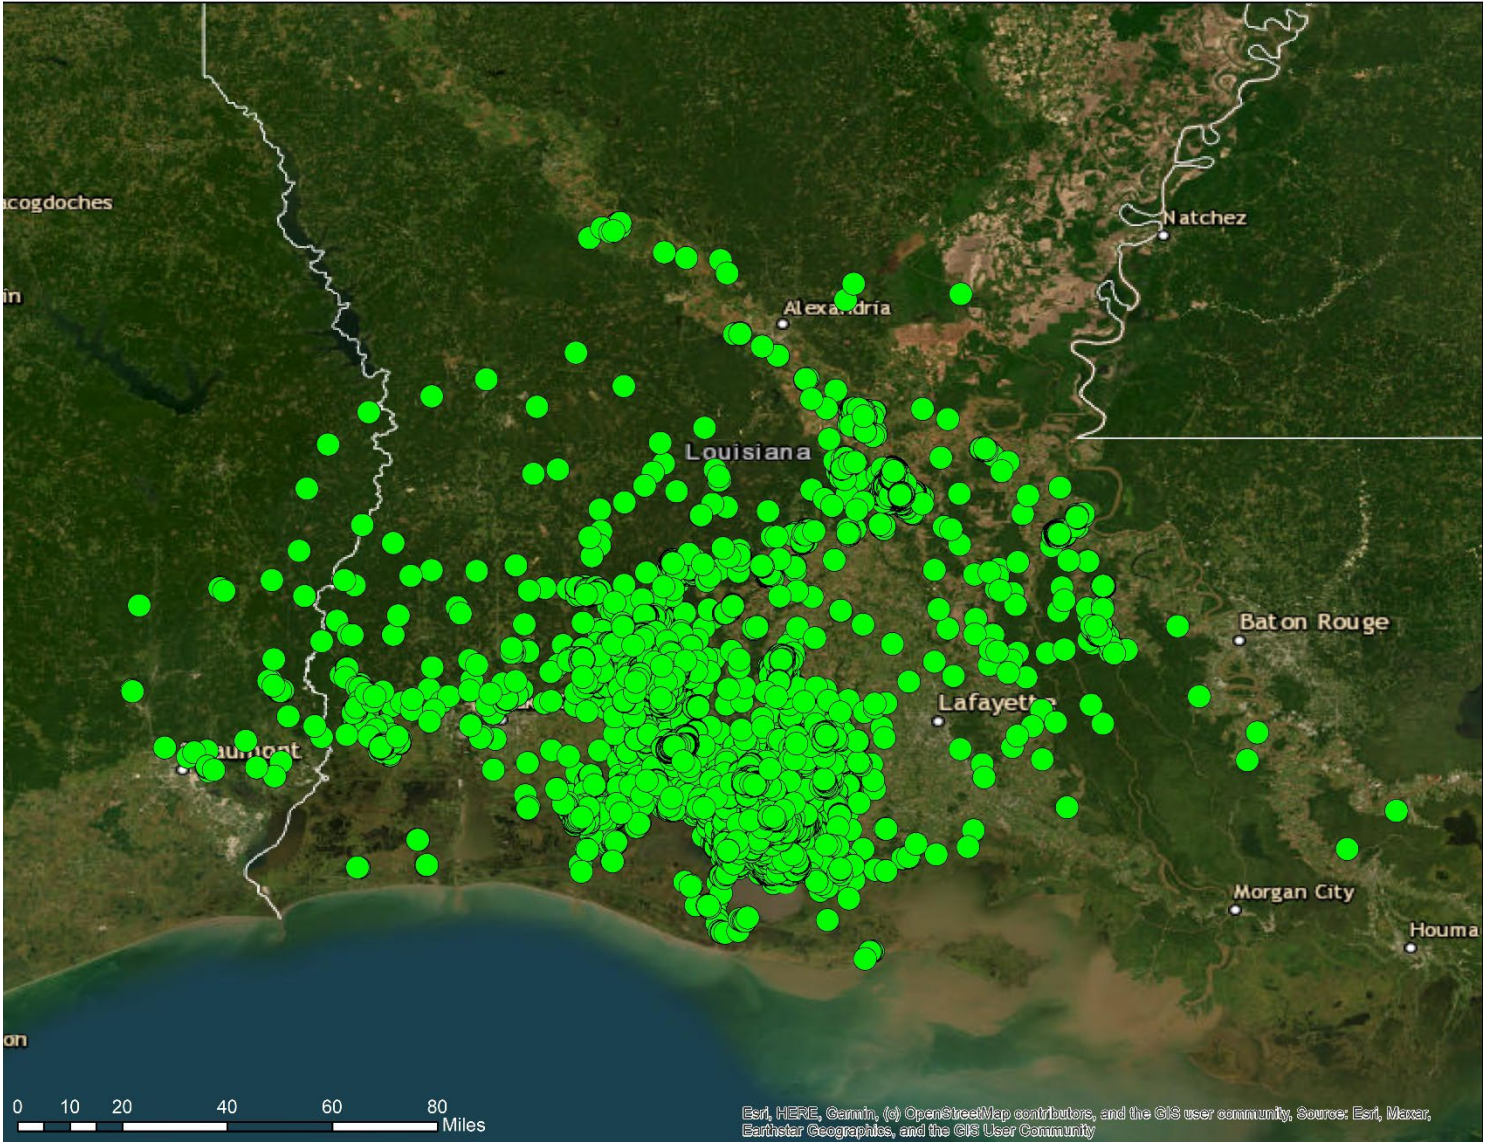 acogdoches
Natchez
in
Alexandria
Louisiana
Baton Rouge
Lafayette
aumont
Morgan City
Houma
on
0 10 20 40 60 80
Miles
Esri, HERE, Garmin, (c) OpenStreetMap contributors, and the GIS user community, Source: Esri, Maxar,
Earthstar Geographics, and the GIS User Community